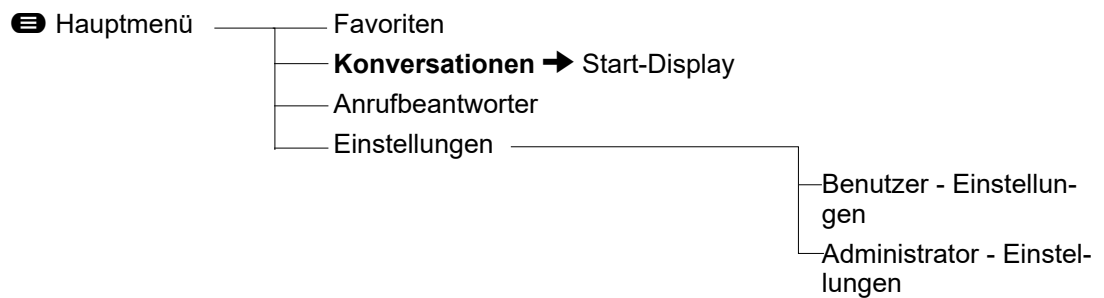 Hauptmenü
Favoriten
Konversationen Start-Display
Anrufbeantworter
Einstellungen
Benutzer - Einstellun-
gen
Administrator - Einstel-
lungen